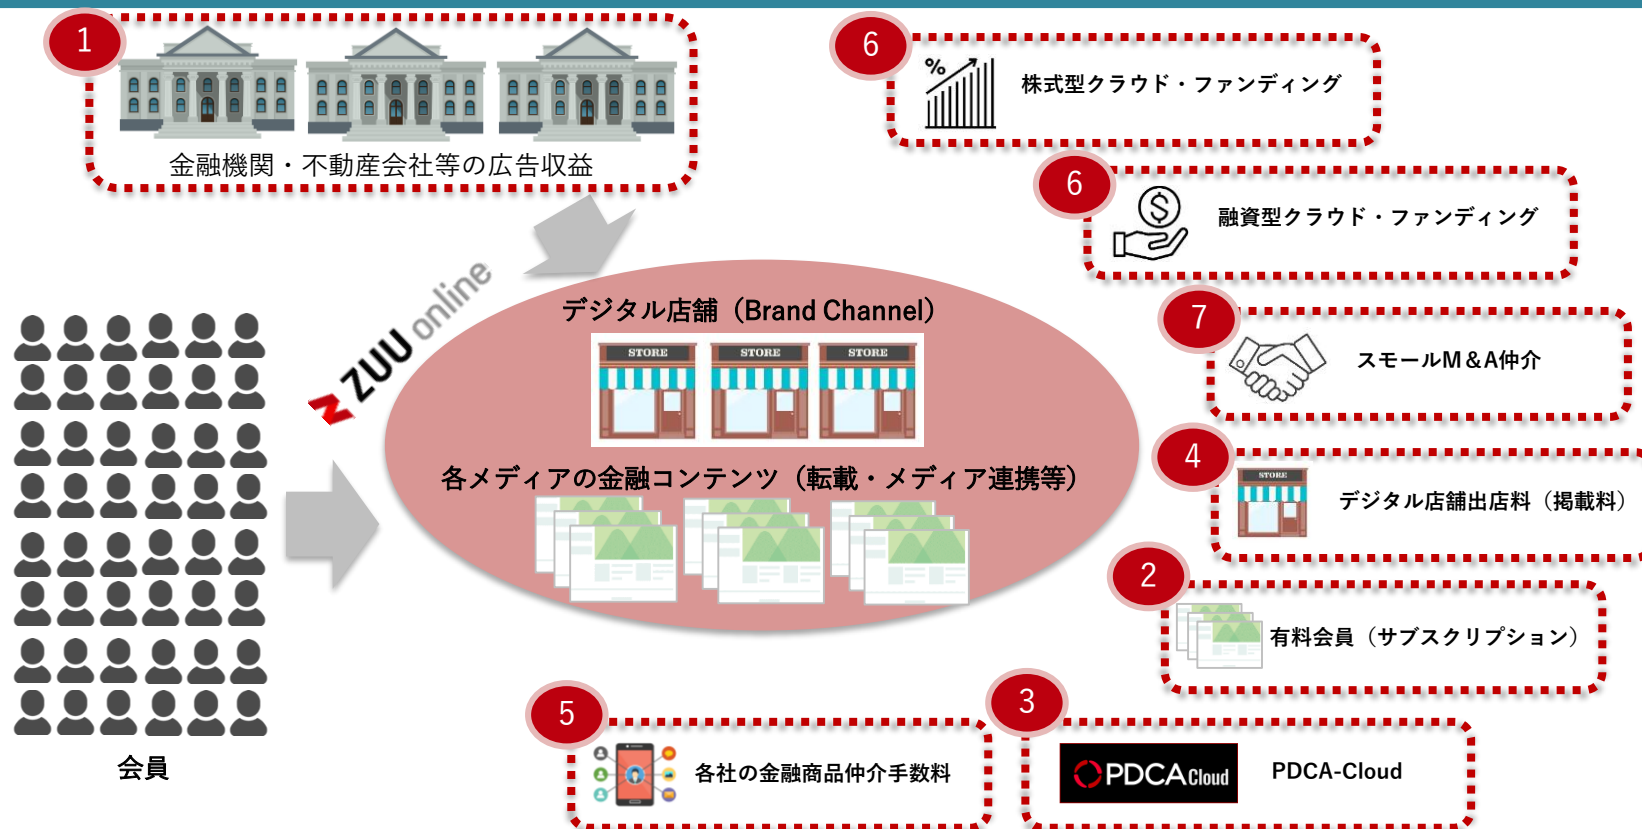 1
金融機関・不動産会社等の広告収益
6
%
株式型クラウド・ファンディング
6
$
融資型クラウド・ファンディング
ZUU online
デジタル店舗（Brand Channel）
STORE
STORE
STORE
各メディアの金融コンテンツ（転載・メディア連携等）
7
スモールM＆A仲介
4
STORE
デジタル店舗出店料（掲載料）
2
有料会員（サブスクリプション）
会員
5
各社の金融商品仲介手数料
3
PDCA Cloud
PDCA-Cloud